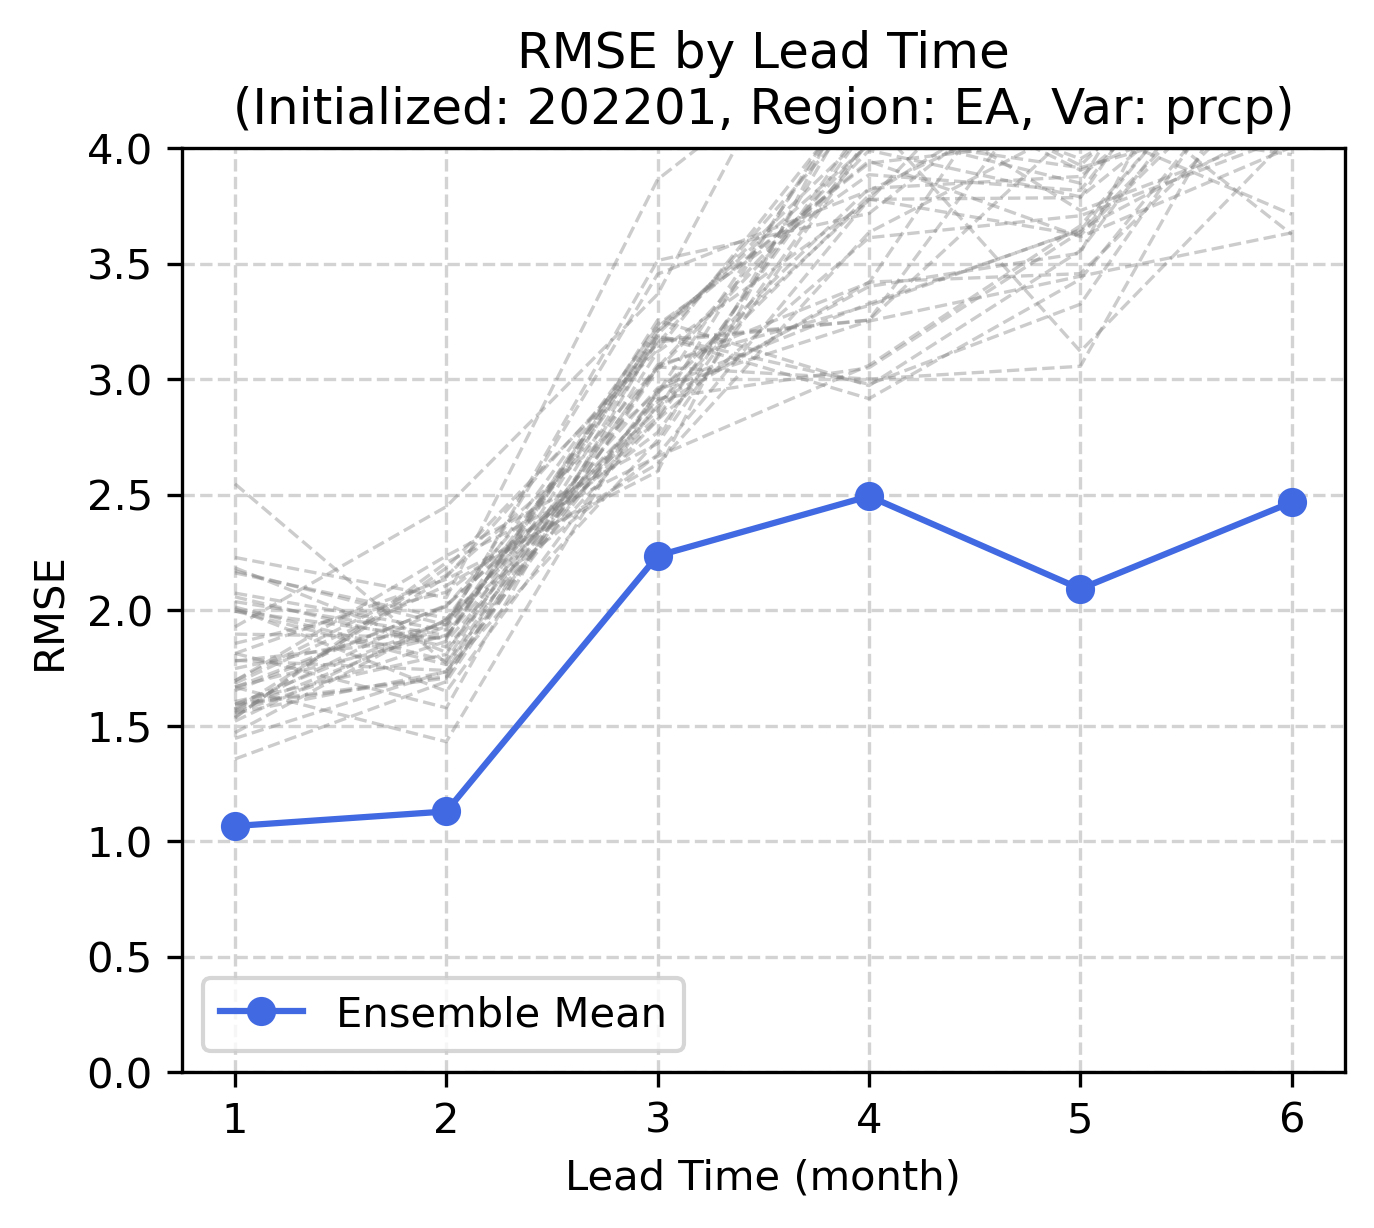 RMSE by Lead Time
(Initialized: 202201, Region: EA, Var: prcp)
4.0
3.5
3.0
2.5
2.0
1.5
1.0
0.5
0.0
RMSE
Ensemble Mean
1 2 3 4 5 6
Lead Time (month)